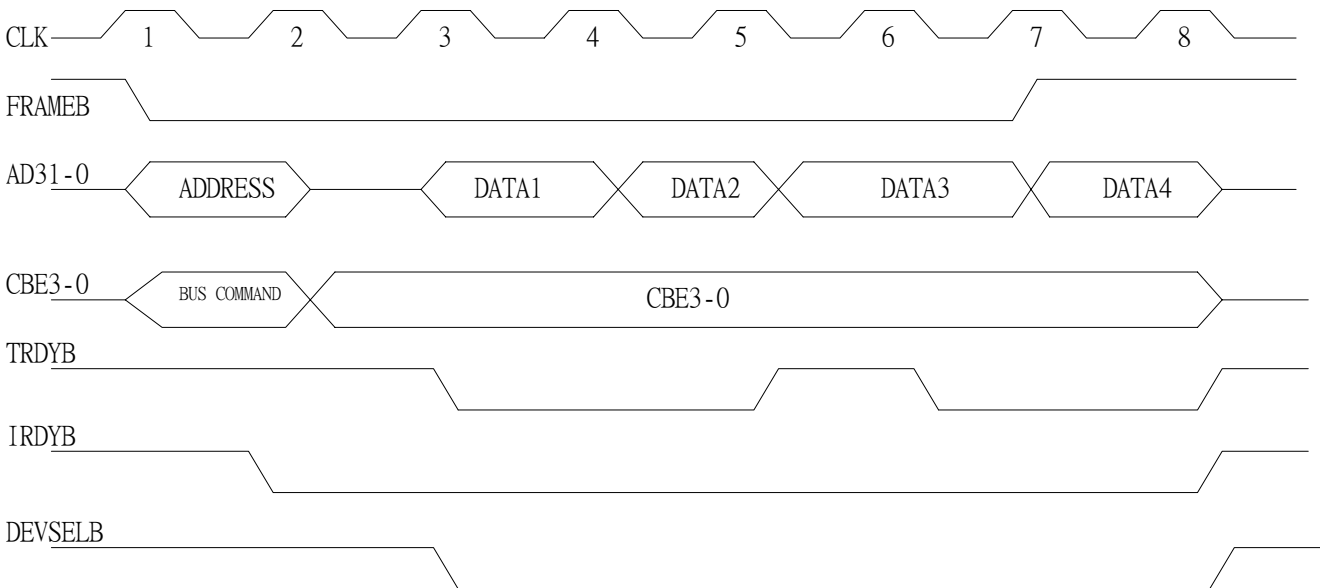 CLK 1 2 3 4 5 6 7 8
FRAMEB
AD31-0 ADDRESS DATA1 DATA2 DATA3 DATA4
CBE3-0 BUS COMMAND CBE3-0
TRDYB
IRDYB
DEVSELB